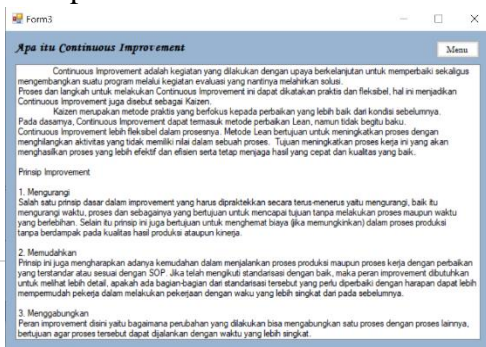 Form3
Apa itu Continuous Improvement
Menu
Continuous Improvement adalah kegiatan yang dilakukan dengan upaya berkelanjutan untuk memperbaiki sekaligus
mengembangkan suatu program melalui kegiatan evaluasi yang nantinya melahirkan solusi.
Proses dan langkah untuk melakukan Continuous Improvement ini dapat dikatakan praktis dan fleksibel, hal ini menjadikan
Continuous Improvement juga disebut sebagai Kaizen.
Kaizen merupakan metode praktis yang berfokus kepada perbaikan yang lebih baik dari kondisi sebelumnya.
Pada dasarnya, Continuous Improvement dapat termasuk metode perbaikan Lean, namun tidak begitu baku.
Continuous Improvement lebih fleksibel dalam prosesnya. Metode Lean bertujuan untuk meningkatkan proses dengan
menghilangkan aktivitas yang tidak memiliki nilai dalam sebuah proses. Tujuan meningkatkan proses kerja ini yang akan
menghasilkan proses yang lebih efektif dan efisien serta tetap menjaga hasil yang cepat dan kualitas yang baik.
Prinsip Improvement
1. Mengurangi
Salah satu prinsip dasar dalam improvement yang harus dipraktekkan secara terus-menerus yaitu mengurangi, baik itu
mengurangi waktu, proses dan sebagainya yang bertujuan untuk mencapai tujuan tanpa melakukan proses maupun waktu
yang berlebihan. Selain itu prinsip ini juga bertujuan untuk menghemat biaya (jika memungkinkan) dalam proses produksi
tanpa berdampak pada kualitas hasil produksi ataupun kinerja.
2. Memudahkan
Prinsip ini juga mengharapkan adanya kemudahan dalam menjalankan proses produksi maupun proses kerja dengan perbaikan
yang terstandar atau sesuai dengan SOP. Jika telah mengikuti standarisasi dengan baik, maka peran improvement dibutuhkan
untuk melihat lebih detail, apakah ada bagian-bagian dari standarisasi tersebut yang perlu diperbaiki dengan harapan dapat lebih
mempermudah pekerja dalam melakukan pekerjaan dengan waku yang lebih singkat dari pada sebelumnya.
3. Menggabungkan
Peran improvement disini yaitu bagaimana perubahan yang dilakukan bisa mengabungkan satu proses dengan proses lainnya,
bertujuan agar proses tersebut dapat dijalankan dengan waktu yang lebih singkat.